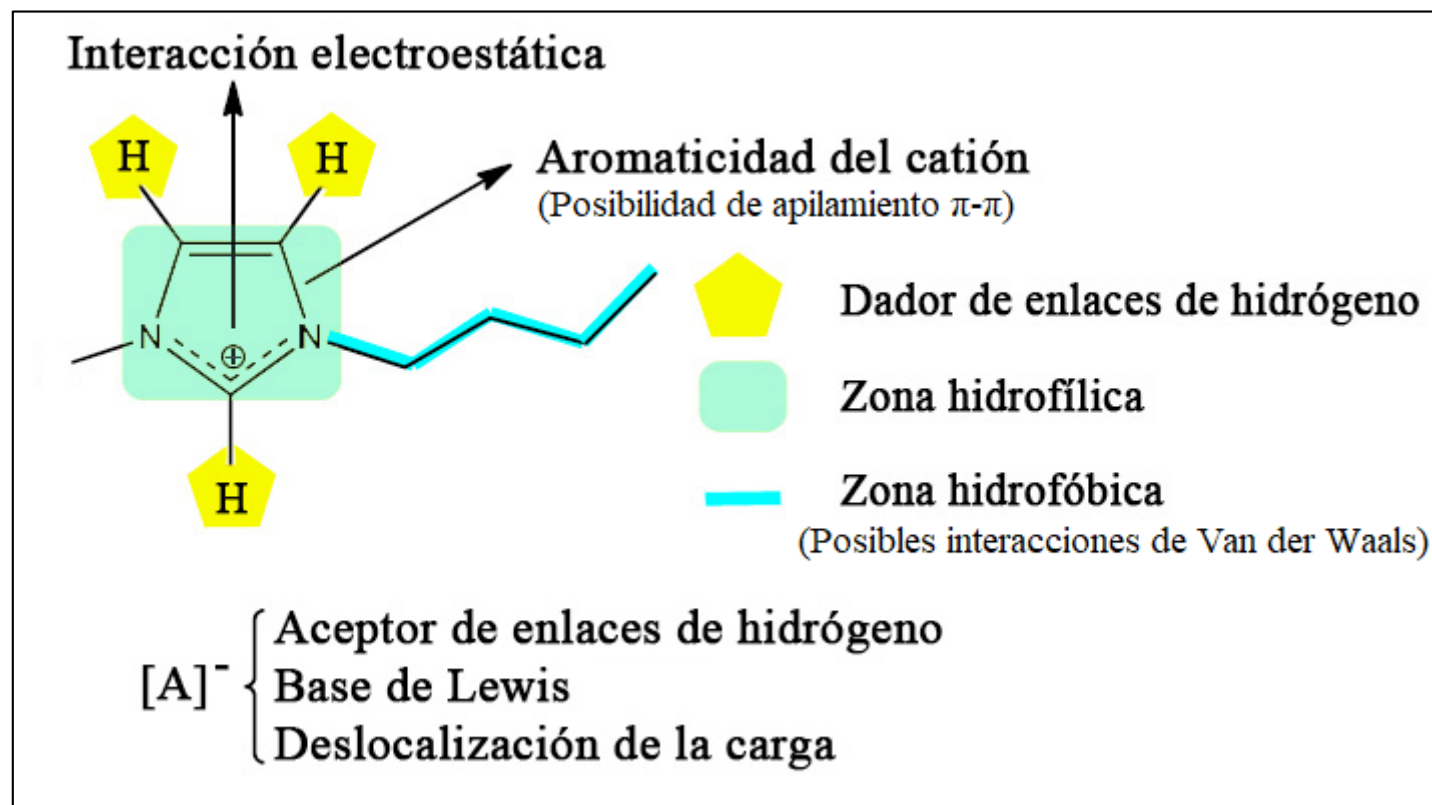 Interacción electroestática
H
H
Aromaticidad del catión
(Posibilidad de apilamiento π-π)
N
N
⊕
H
Dador de enlaces de hidrógeno
Zona hidrofílica
Zona hidrofóbica
(Posibles interacciones de Van der Waals)
[A]⁻
Aceptor de enlaces de hidrógeno
Base de Lewis
Deslocalización de la carga